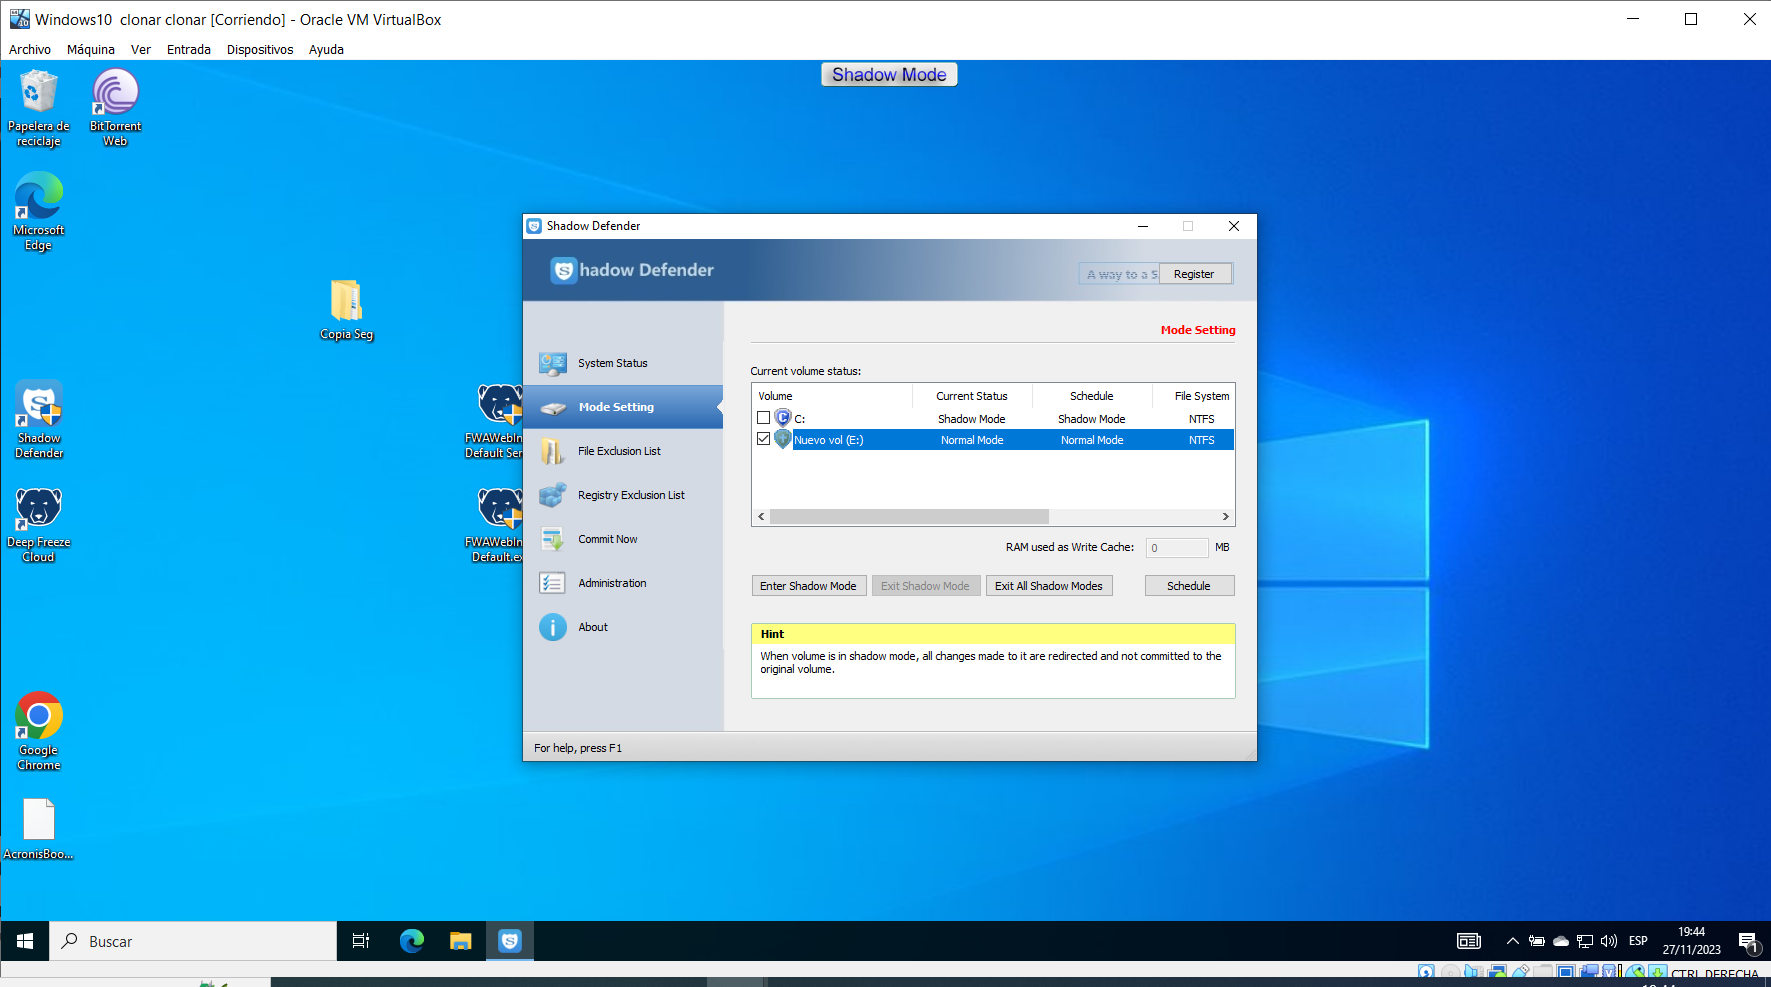 Windows10 clonar clonar [Corriendo] - Oracle VM VirtualBox
Archivo Máquina Ver Entrada Dispositivos Ayuda
Shadow Mode
Papelera de
reciclaje
BitTorrent
Web
Microsoft
Edge
Copia Seg
Shadow
Defender
FWAWebIn
Default Ser
Deep Freeze
Cloud
FWAWebIn
Default.ex
Google
Chrome
AcronisBoo...
Shadow Defender
Shadow Defender
A way to a S
Register
System Status
Mode Setting
File Exclusion List
Registry Exclusion List
Commit Now
Administration
About
Mode Setting
Current volume status:
Volume Current Status Schedule File System
C: Shadow Mode Shadow Mode NTFS
Nuevo vol (E:) Normal Mode Normal Mode NTFS
RAM used as Write Cache: 0 MB
Enter Shadow Mode Exit Shadow Mode Exit All Shadow Modes Schedule
Hint
When volume is in shadow mode, all changes made to it are redirected and not committed to the
original volume.
For help, press F1
Buscar
ESP
19:44
27/11/2023
1
CTRL DERECHA